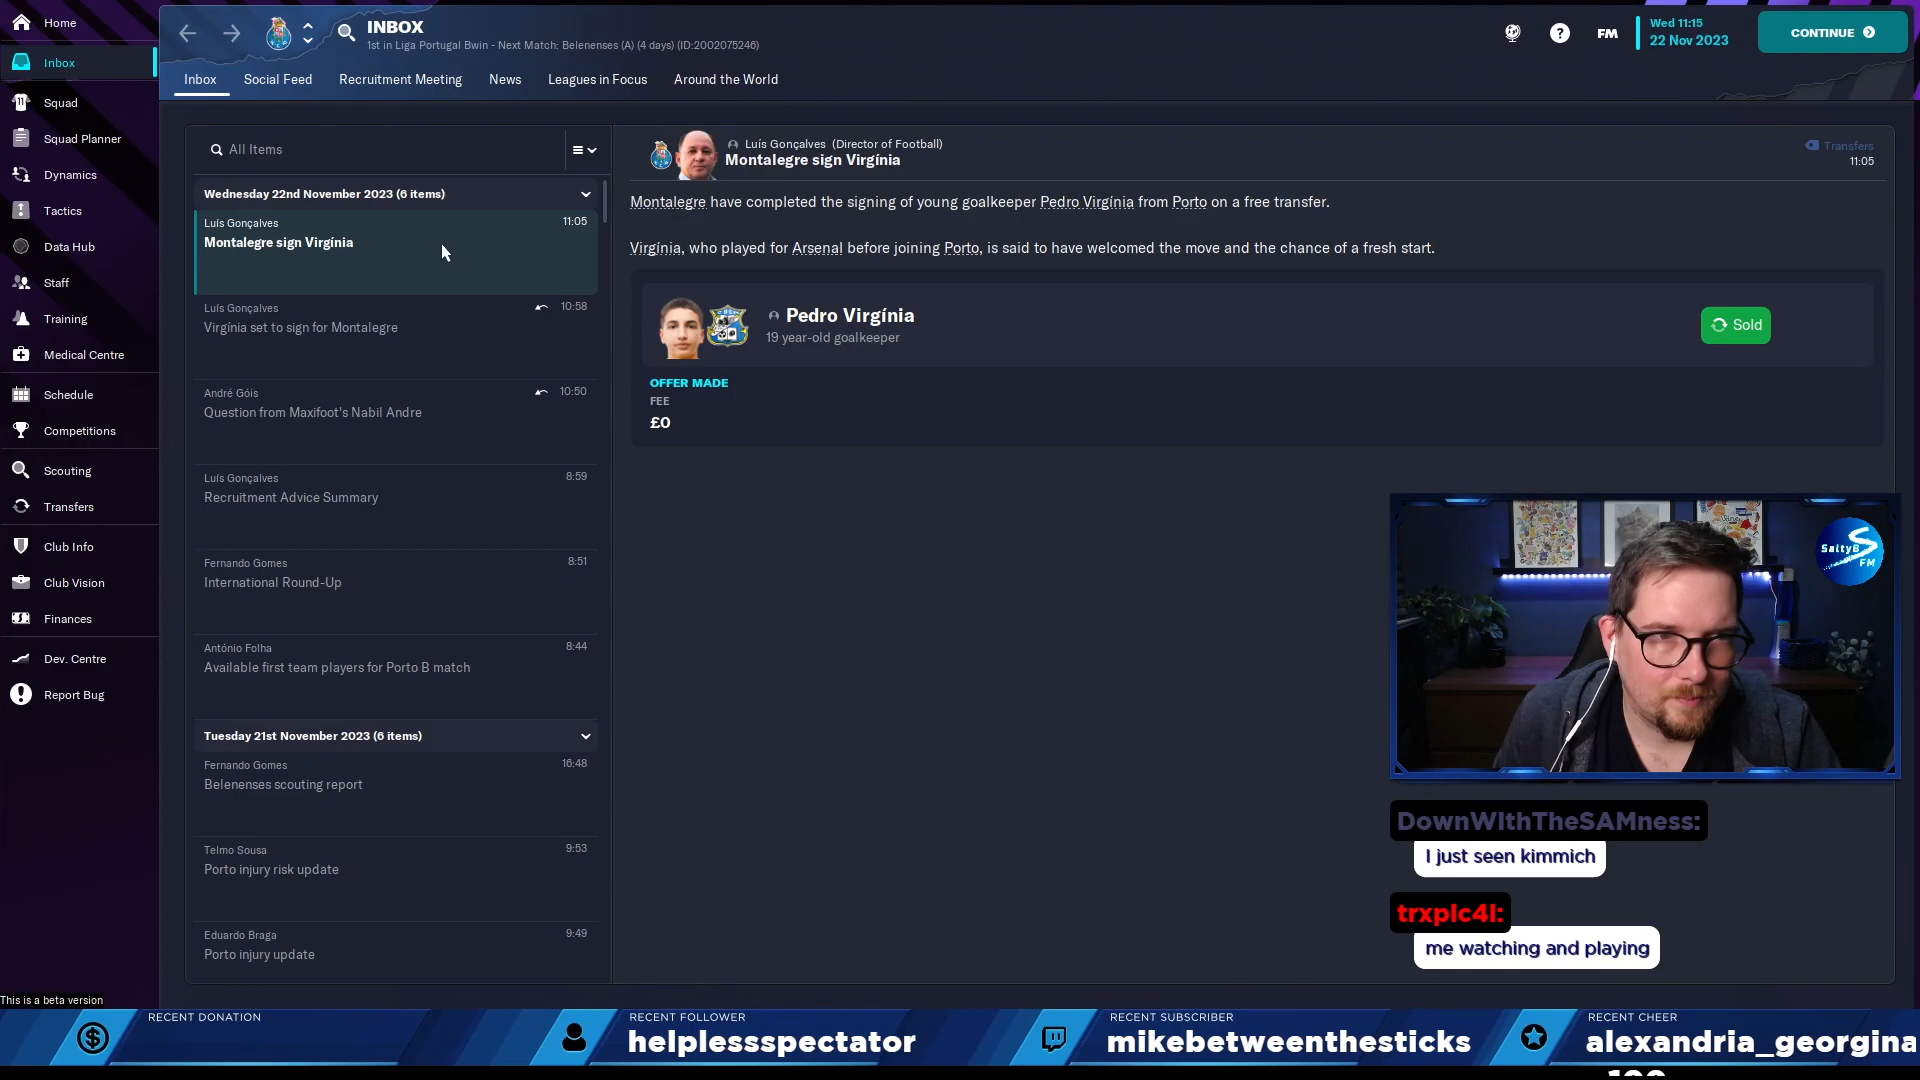 Home
Inbox
Squad
Squad Planner
Dynamics
Tactics
Data Hub
Staff
Training
Medical Centre
Schedule
Competitions
Scouting
Transfers
Club Info
Club Vision
Finances
Dev. Centre
Report Bug
This is a beta version
INBOX
1st in Liga Portugal Bwin - Next Match: Belenenses (A) (4 days) (ID:2002075246)
FM
Wed 11:15
22 Nov 2023
CONTINUE
Inbox Social Feed Recruitment Meeting News Leagues in Focus Around the World
All Items
Wednesday 22nd November 2023 (6 items)
Luís Gonçalves 11:05
Montalegre sign Virgínia
Luís Gonçalves 10:58
Virgínia set to sign for Montalegre
André Góis 10:50
Question from Maxifoot's Nabil Andre
Luís Gonçalves 8:59
Recruitment Advice Summary
Fernando Gomes 8:51
International Round-Up
António Folha 8:44
Available first team players for Porto B match
Tuesday 21st November 2023 (6 items)
Fernando Gomes 16:48
Belenenses scouting report
Telmo Sousa 9:53
Porto injury risk update
Eduardo Braga 9:49
Porto injury update
Luís Gonçalves (Director of Football)
Montalegre sign Virgínia
Transfers
11:05
Montalegre have completed the signing of young goalkeeper Pedro Virgínia from Porto on a free transfer.
Virgínia, who played for Arsenal before joining Porto, is said to have welcomed the move and the chance of a fresh start.
Pedro Virgínia
19 year-old goalkeeper
Sold
OFFER MADE
FEE
£0
SaltyB
FM
DownWIthTheSAMness:
I just seen kimmich
trxplc4l:
me watching and playing
RECENT DONATION
RECENT FOLLOWER
helplessspectator
RECENT SUBSCRIBER
mikebetweenthesticks
RECENT CHEER
alexandria_georgina